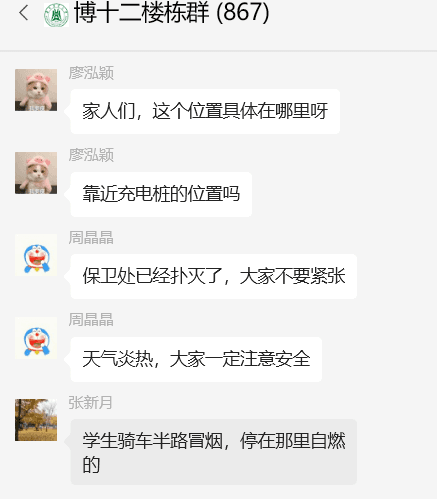 博十二楼栋群 (867)
廖泓颖
家人们，这个位置具体在哪里呀
廖泓颖
靠近充电桩的位置吗
周晶晶
保卫处已经扑灭了，大家不要紧张
周晶晶
天气炎热，大家一定注意安全
张新月
学生骑车半路冒烟，停在那里自燃
的